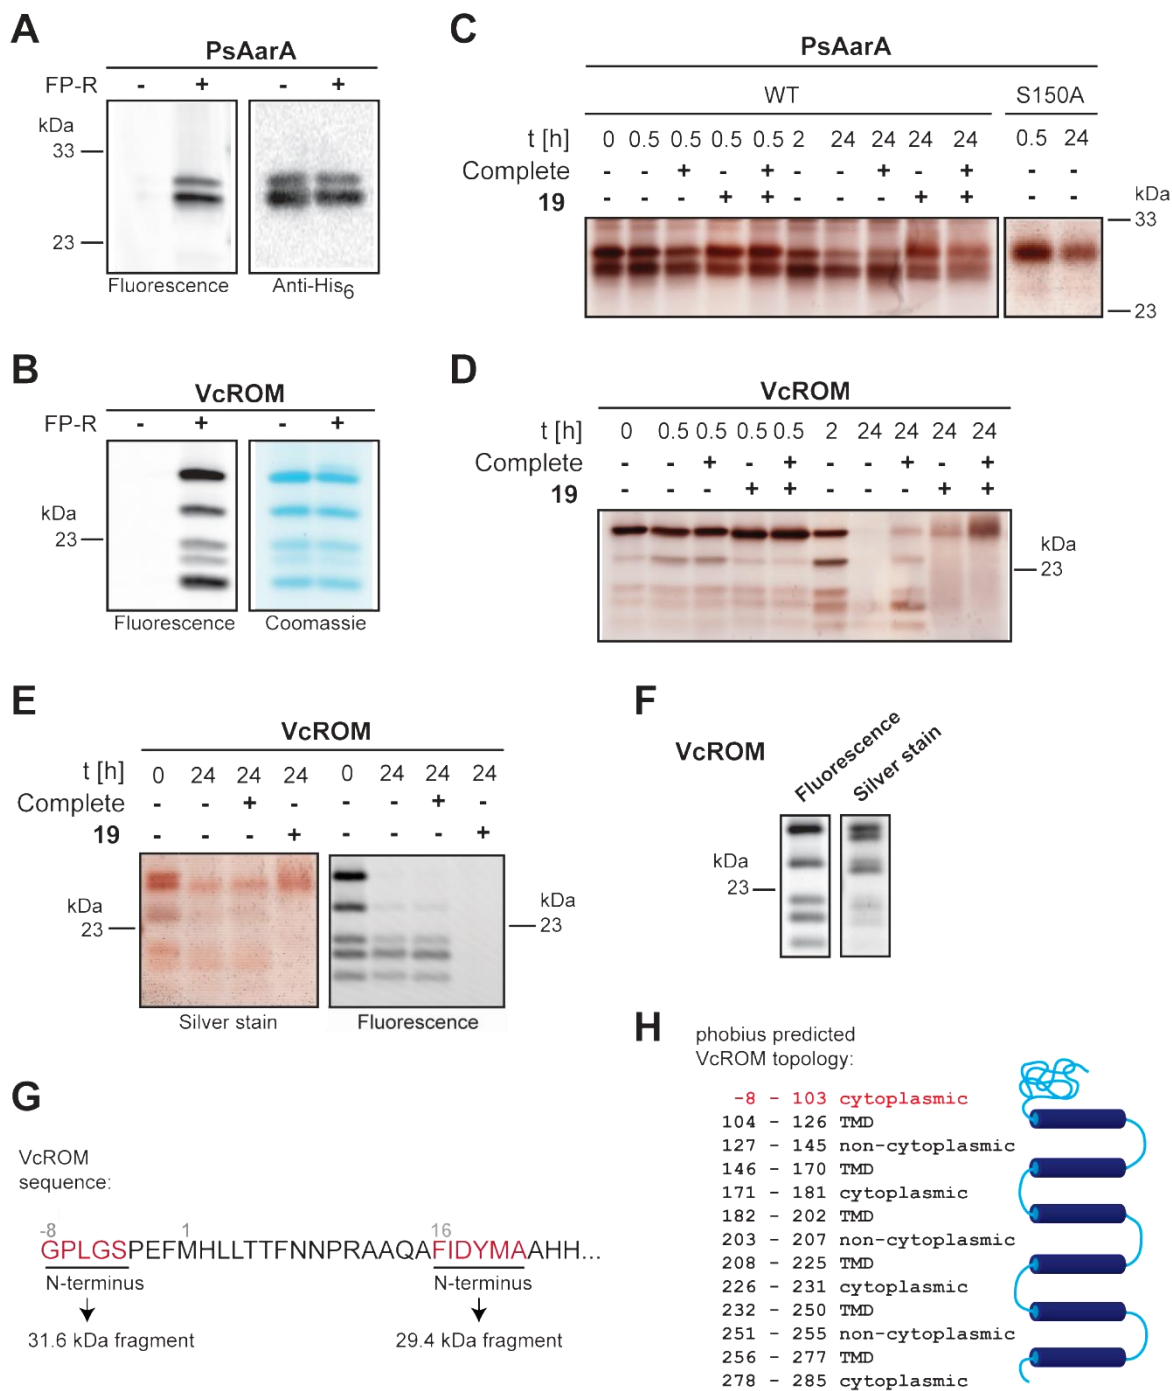 A
PsAarA
FP-R - + - +
kDa
33
23
Fluorescence Anti-His6
B
VcROM
FP-R - + - +
kDa
23
Fluorescence Coomassie
C
PsAarA
WT S150A
t [h] 0 0.5 0.5 0.5 0.5 2 24 24 24 24 0.5 24
Complete - - + - + - - + - + - -
19 - - - + + - - - + + - -
kDa
33
23
D
VcROM
t [h] 0 0.5 0.5 0.5 0.5 2 24 24 24 24
Complete - - + - + - - + - +
19 - - - + + - - - + +
kDa
23
E
VcROM
t [h] 0 24 24 24 0 24 24 24
Complete - - + - - - + -
19 - - - + - - - +
kDa
23
kDa
23
Silver stain Fluorescence
F
VcROM
Fluorescence
Silver stain
kDa
23
G
VcROM
sequence:
-8 1 16
GPLGSPEFMHLLTTFNNPRAAQAFIDYMAAHH...
N-terminus N-terminus
31.6 kDa fragment 29.4 kDa fragment
H
phobius predicted
VcROM topology:
-8 - 103 cytoplasmic
104 - 126 TMD
127 - 145 non-cytoplasmic
146 - 170 TMD
171 - 181 cytoplasmic
182 - 202 TMD
203 - 207 non-cytoplasmic
208 - 225 TMD
226 - 231 cytoplasmic
232 - 250 TMD
251 - 255 non-cytoplasmic
256 - 277 TMD
278 - 285 cytoplasmic